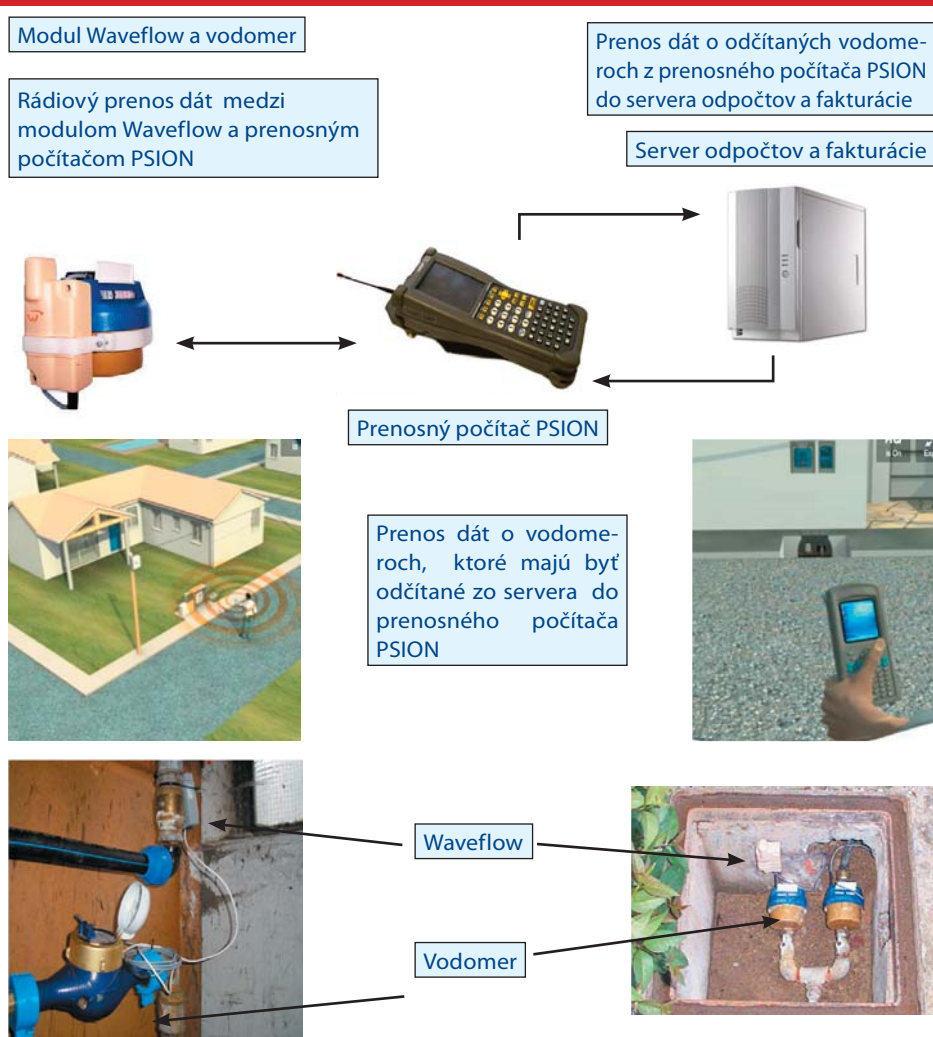 Modul Waveflow a vodomer
Rádiový prenos dát medzi
modulom Waveflow a prenosným
počítačom PSION
Prenos dát o odčítaných vodome-
roch z prenosného počítača PSION
do servera odpočtov a fakturácie
Server odpočtov a fakturácie
Prenosný počítač PSION
Prenos dát o vodome-
roch, ktoré majú byť
odčítané zo servera do
prenosného počítača
PSION
Waveflow
Vodomer